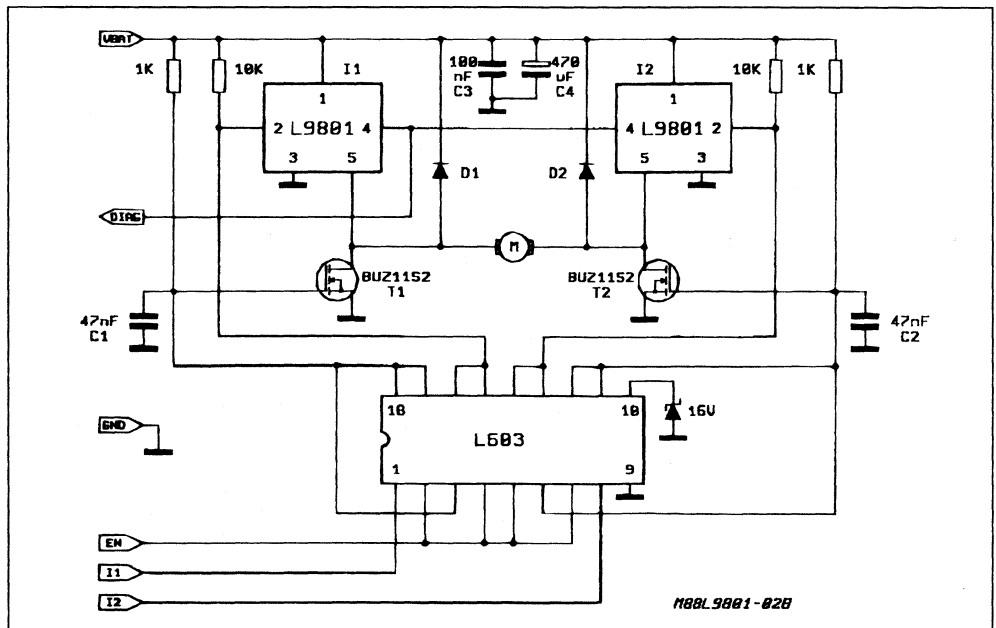 VBAT
1K
10K
I1
100
nF
C3
470
uF
C4
I2
10K
1K
1
2 L9801 4
3 5
1
4 L9801 2
5 3
D1
D2
DIAG
M
BUZ11S2
T1
BUZ11S2
T2
47nF
C1
47nF
C2
18
10
16V
L603
GND
1
9
EN
I1
I2
M88L9801-02B